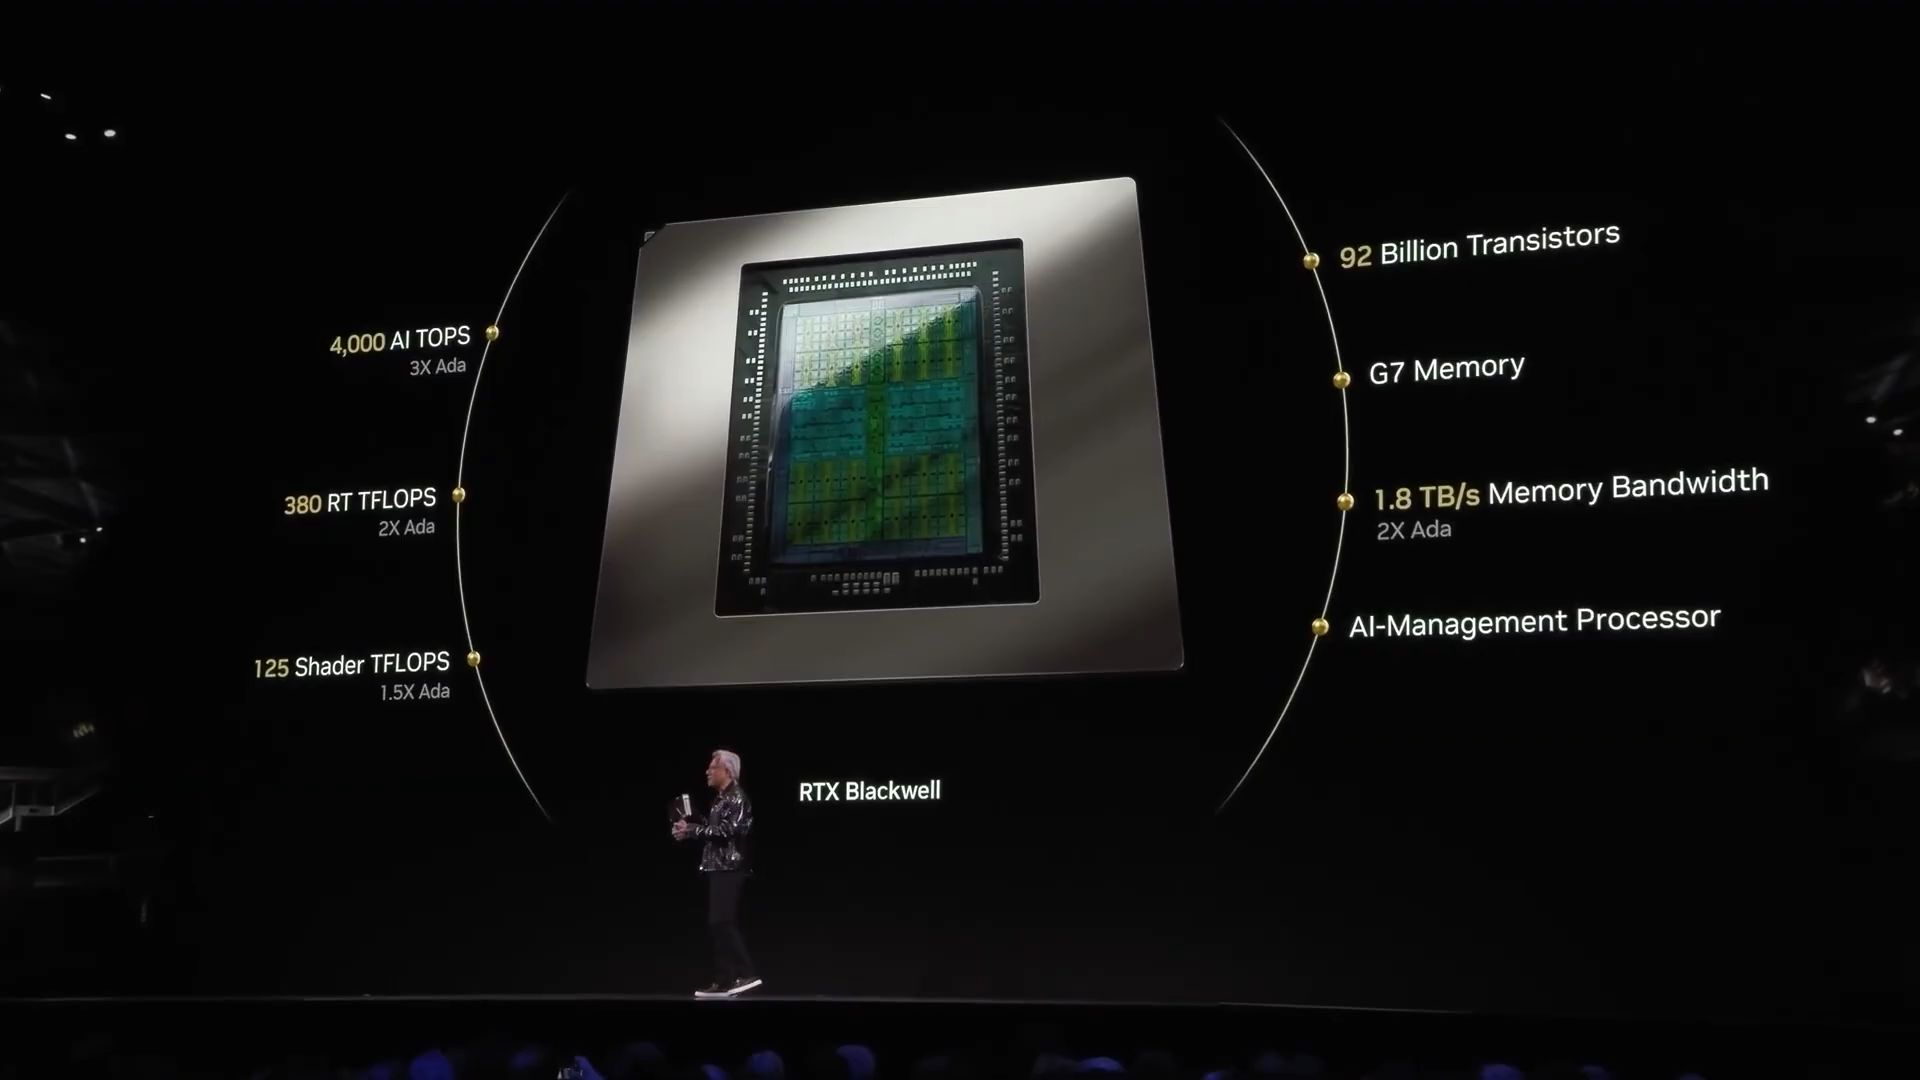 4,000 AI TOPS
3X Ada
380 RT TFLOPS
2X Ada
125 Shader TFLOPS
1.5X Ada
92 Billion Transistors
G7 Memory
1.8 TB/s Memory Bandwidth
2X Ada
AI-Management Processor
RTX Blackwell